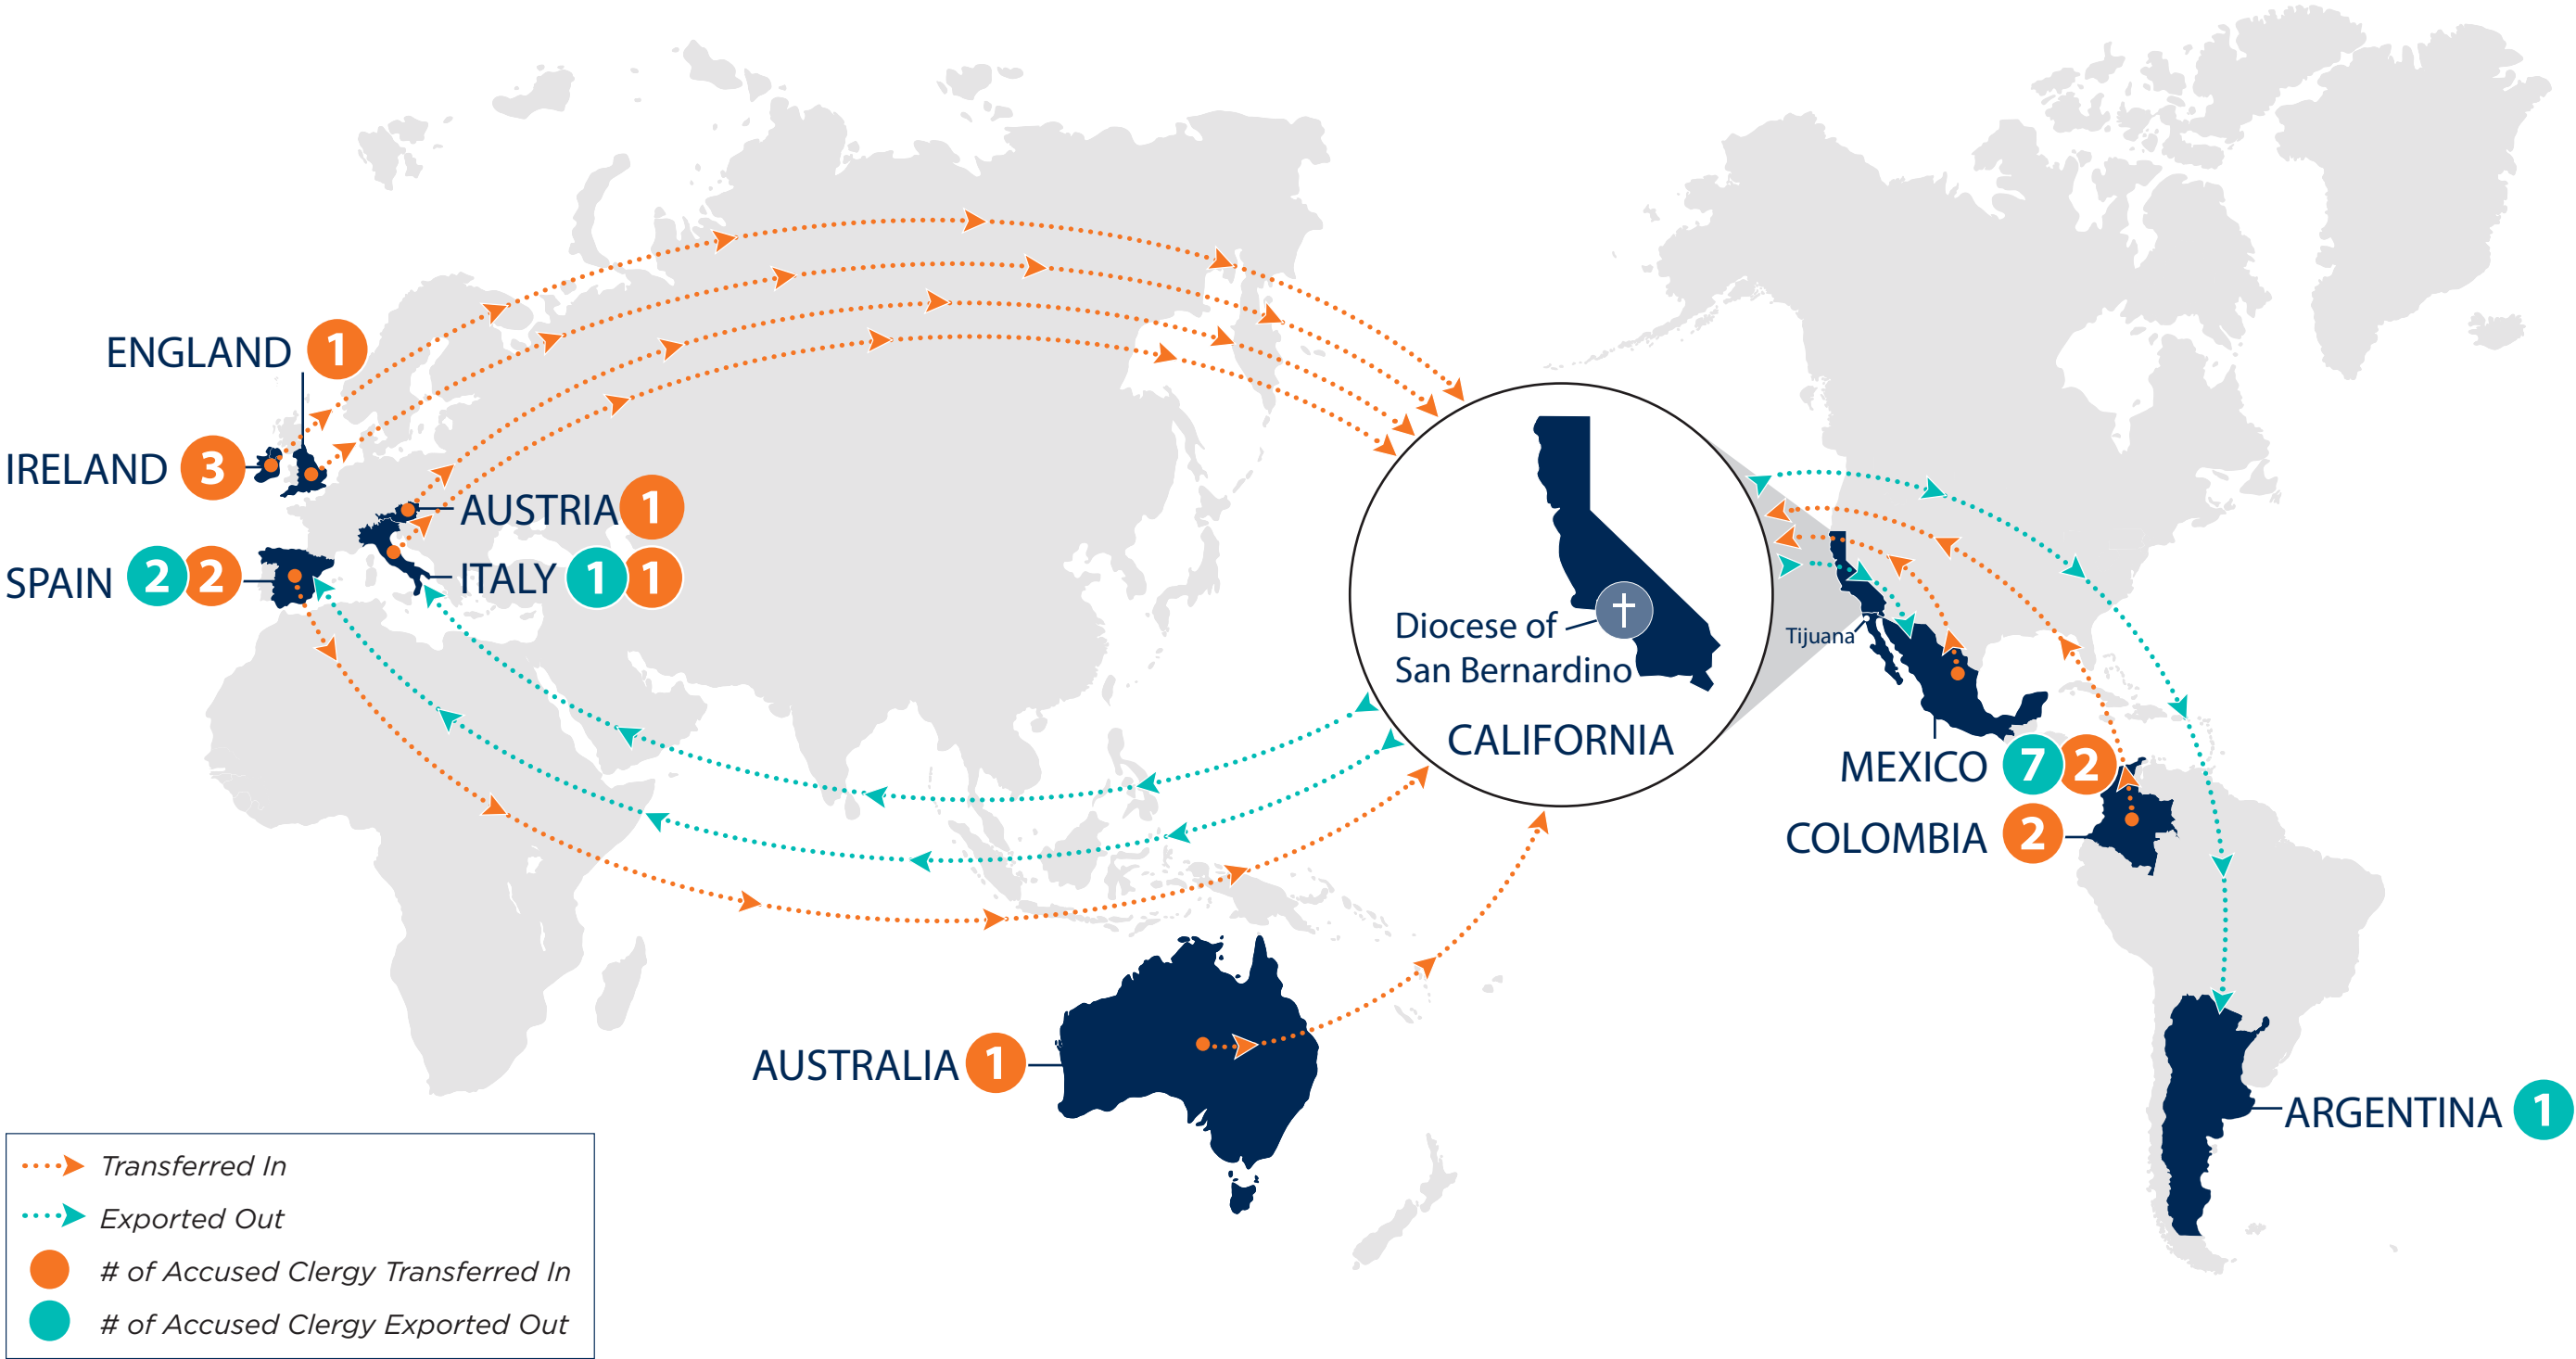 ENGLAND 1
IRELAND 3
AUSTRIA 1
SPAIN 2 2
ITALY 1 1
Diocese of
San Bernardino
CALIFORNIA
Tijuana
MEXICO 7 2
COLOMBIA 2
AUSTRALIA 1
ARGENTINA 1
Transferred In
Exported Out
# of Accused Clergy Transferred In
# of Accused Clergy Exported Out